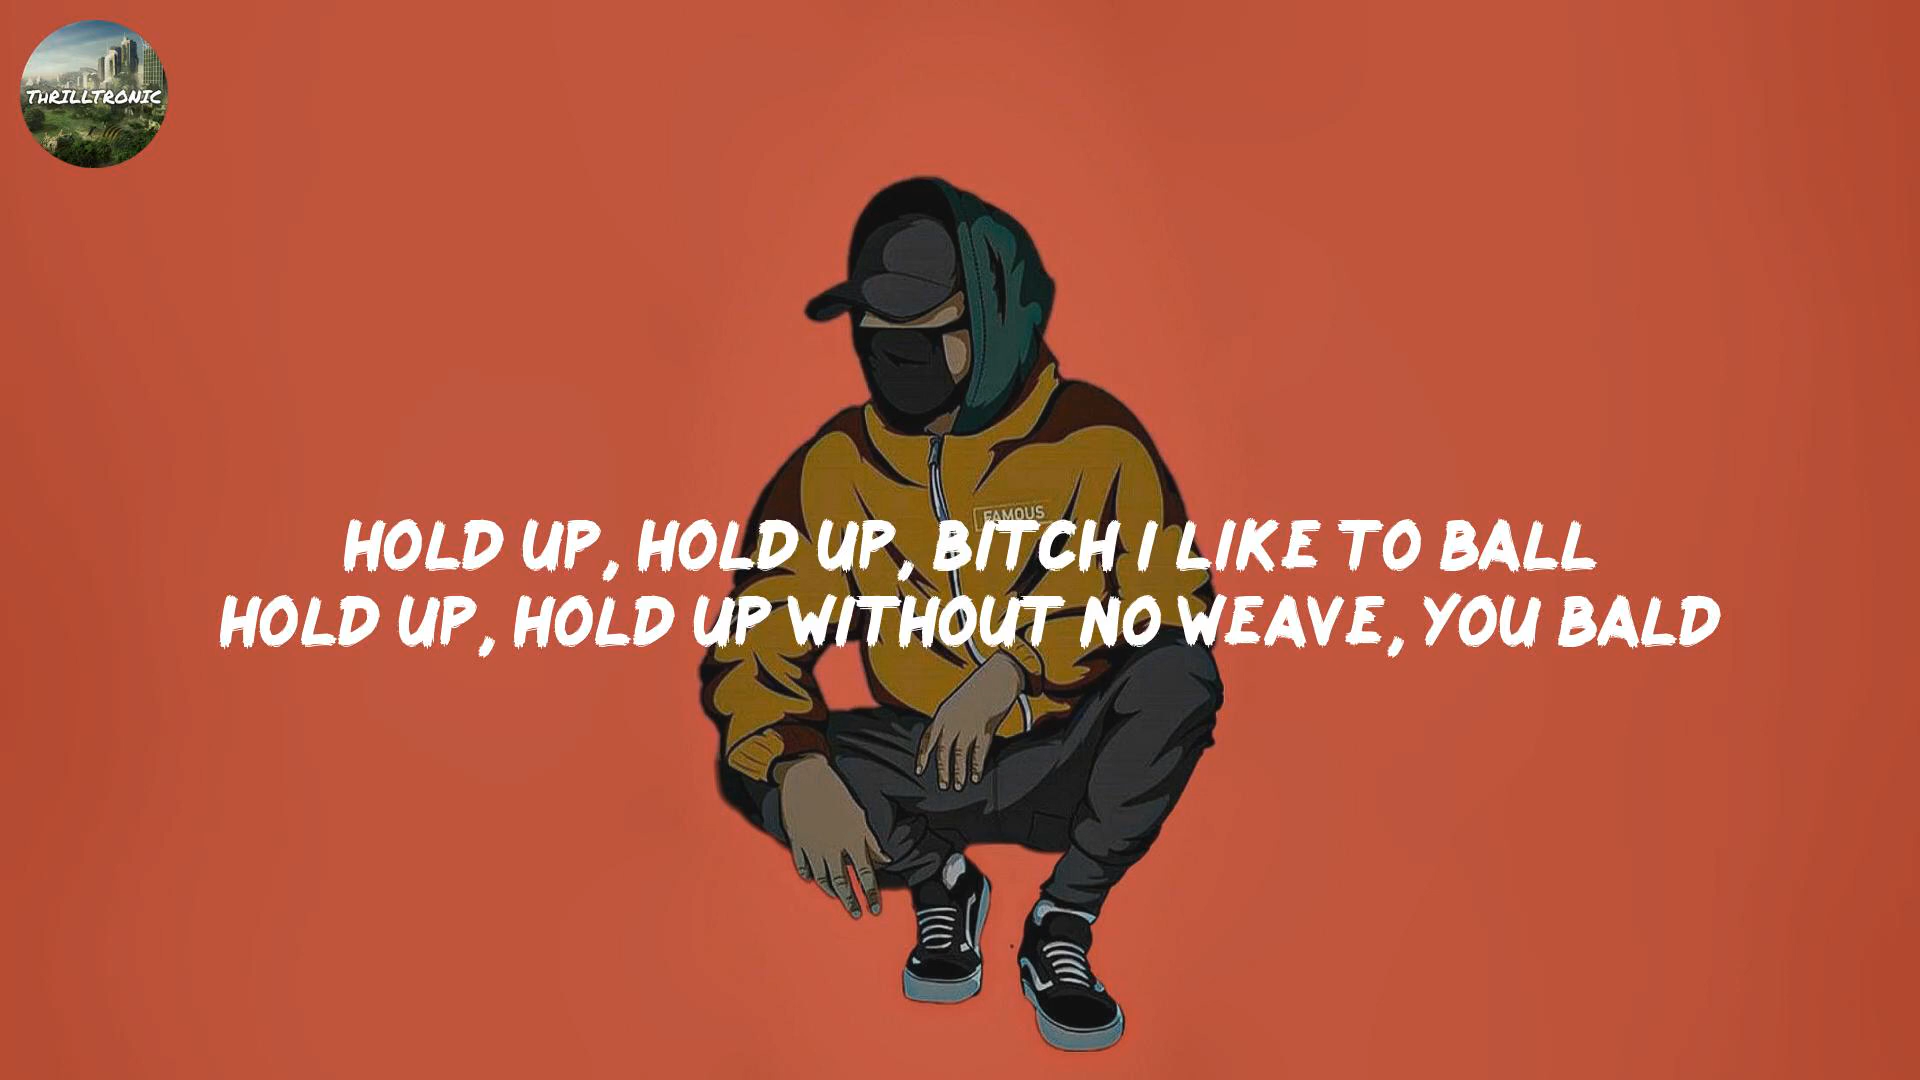 THRILLTRONIC
FAMOUS
HOLD UP, HOLD UP, BITCH I LIKE TO BALL
HOLD UP, HOLD UP WITHOUT NO WEAVE, YOU BALD